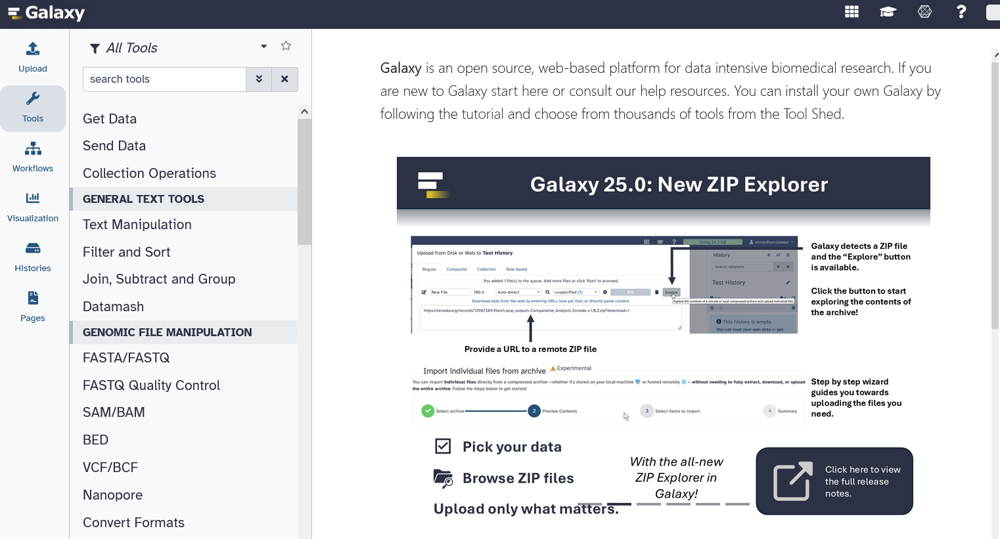 Galaxy
Upload
Tools
Workflows
Visualization
Histories
Pages
All Tools
search tools
Get Data
Send Data
Collection Operations
GENERAL TEXT TOOLS
Text Manipulation
Filter and Sort
Join, Subtract and Group
Datamash
GENOMIC FILE MANIPULATION
FASTA/FASTQ
FASTQ Quality Control
SAM/BAM
BED
VCF/BCF
Nanopore
Convert Formats
Galaxy is an open source, web-based platform for data intensive biomedical research. If you
are new to Galaxy start here or consult our help resources. You can install your own Galaxy by
following the tutorial and choose from thousands of tools from the Tool Shed.
Galaxy 25.0: New ZIP Explorer
Using 24.3 GB
ahmedhamidawan
Upload from Disk or Web to Test History
Regular Composite Collection Rule-based
You added 1 file(s) to the queue. Add more files or click 'Start' to proceed.
New File 106 b Auto-detect unspecified (?) 0% Explore
Download data from the web by entering URLs (one per line) or directly paste content.
Explore the contents of a remote or local compressed archive and upload individual files
https://zenodo.org/records/12987289/files/Local_outputs-Comparative_Analysis-Zenodo-v.1.0.2.zip?download=1
History
search datasets
Test History
This history is empty.
You can load your own data or get
Galaxy detects a ZIP file
and the “Explore” button
is available.
Click the button to start
exploring the contents of
the archive!
Provide a URL to a remote ZIP file
Import individual files from archive Experimental
You can import individual files directly from a compressed archive —whether it's stored on your local machine or hosted remotely — without needing to fully extract, download, or upload
the entire archive. Follow the steps below to get started:
Select archive 2 Preview Contents 3 Select items to import 4 Summary
Step by step wizard
guides you towards
uploading the files you
need.
Pick your data
Browse ZIP files
Upload only what matters.
With the all-new
ZIP Explorer in
Galaxy!
Click here to view
the full release
notes.